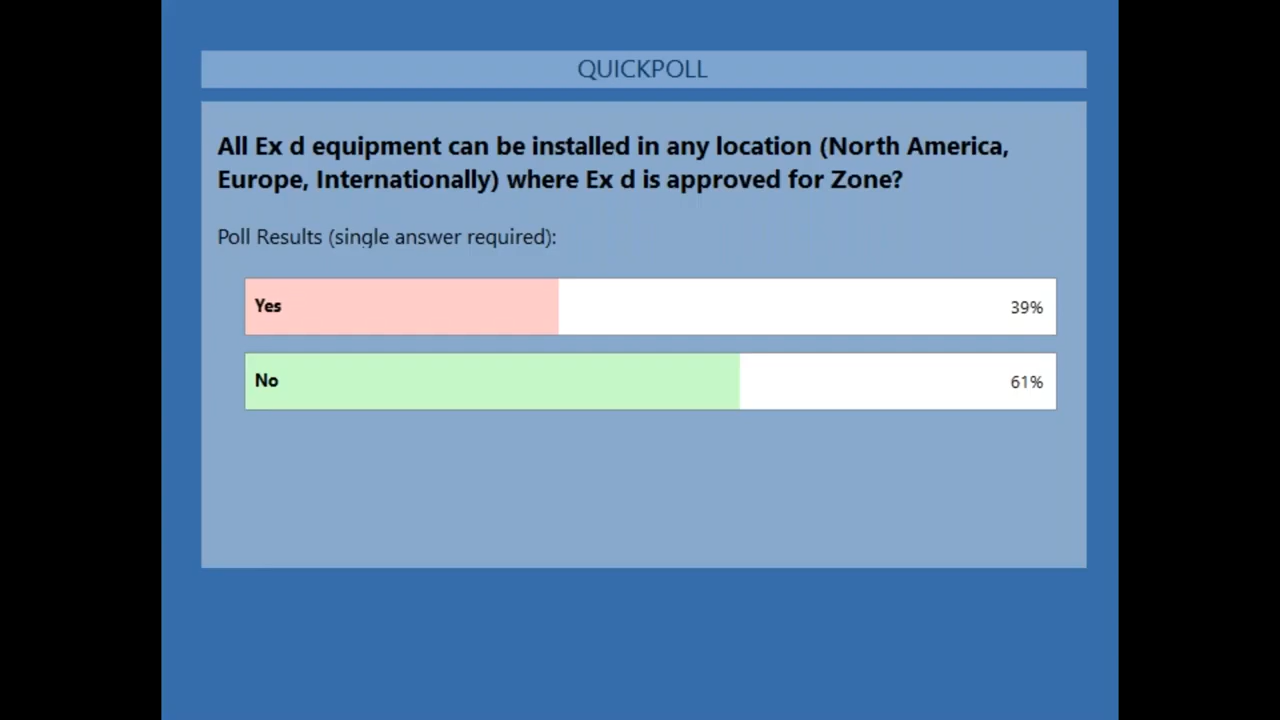 QUICKPOLL
All Ex d equipment can be installed in any location (North America,
Europe, Internationally) where Ex d is approved for Zone?
Poll Results (single answer required):
Yes 39%
No 61%